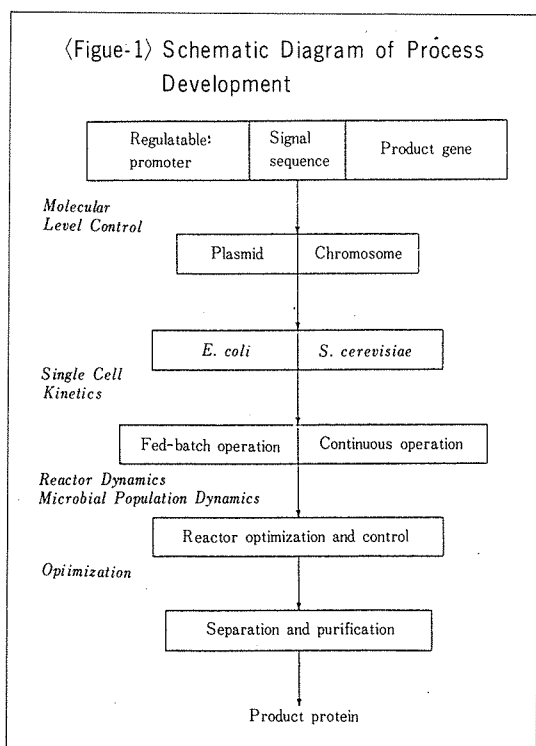 〈Figue-1〉 Schematic Diagram of Process
Development
Regulatable:
promoter
Signal
sequence
Product gene
Molecular
Level Control
Plasmid
Chromosome
E. coli
S. cerevisiae
Single Cell
Kinetics
Fed-batch operation
Continuous operation
Reactor Dynamics
Microbial Population Dynamics
Reactor optimization and control
Opiimization
Separation and purification
Product protein